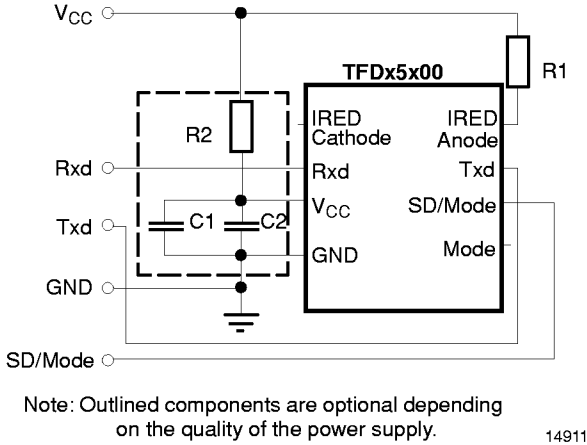 VCC
TFDx5x00
R1
IRED
Cathode
IRED
Anode
R2
Rxd
Rxd
Txd
VCC
SD/Mode
C1
C2
Txd
Mode
GND
GND
SD/Mode
Note: Outlined components are optional depending
on the quality of the power supply.
14911